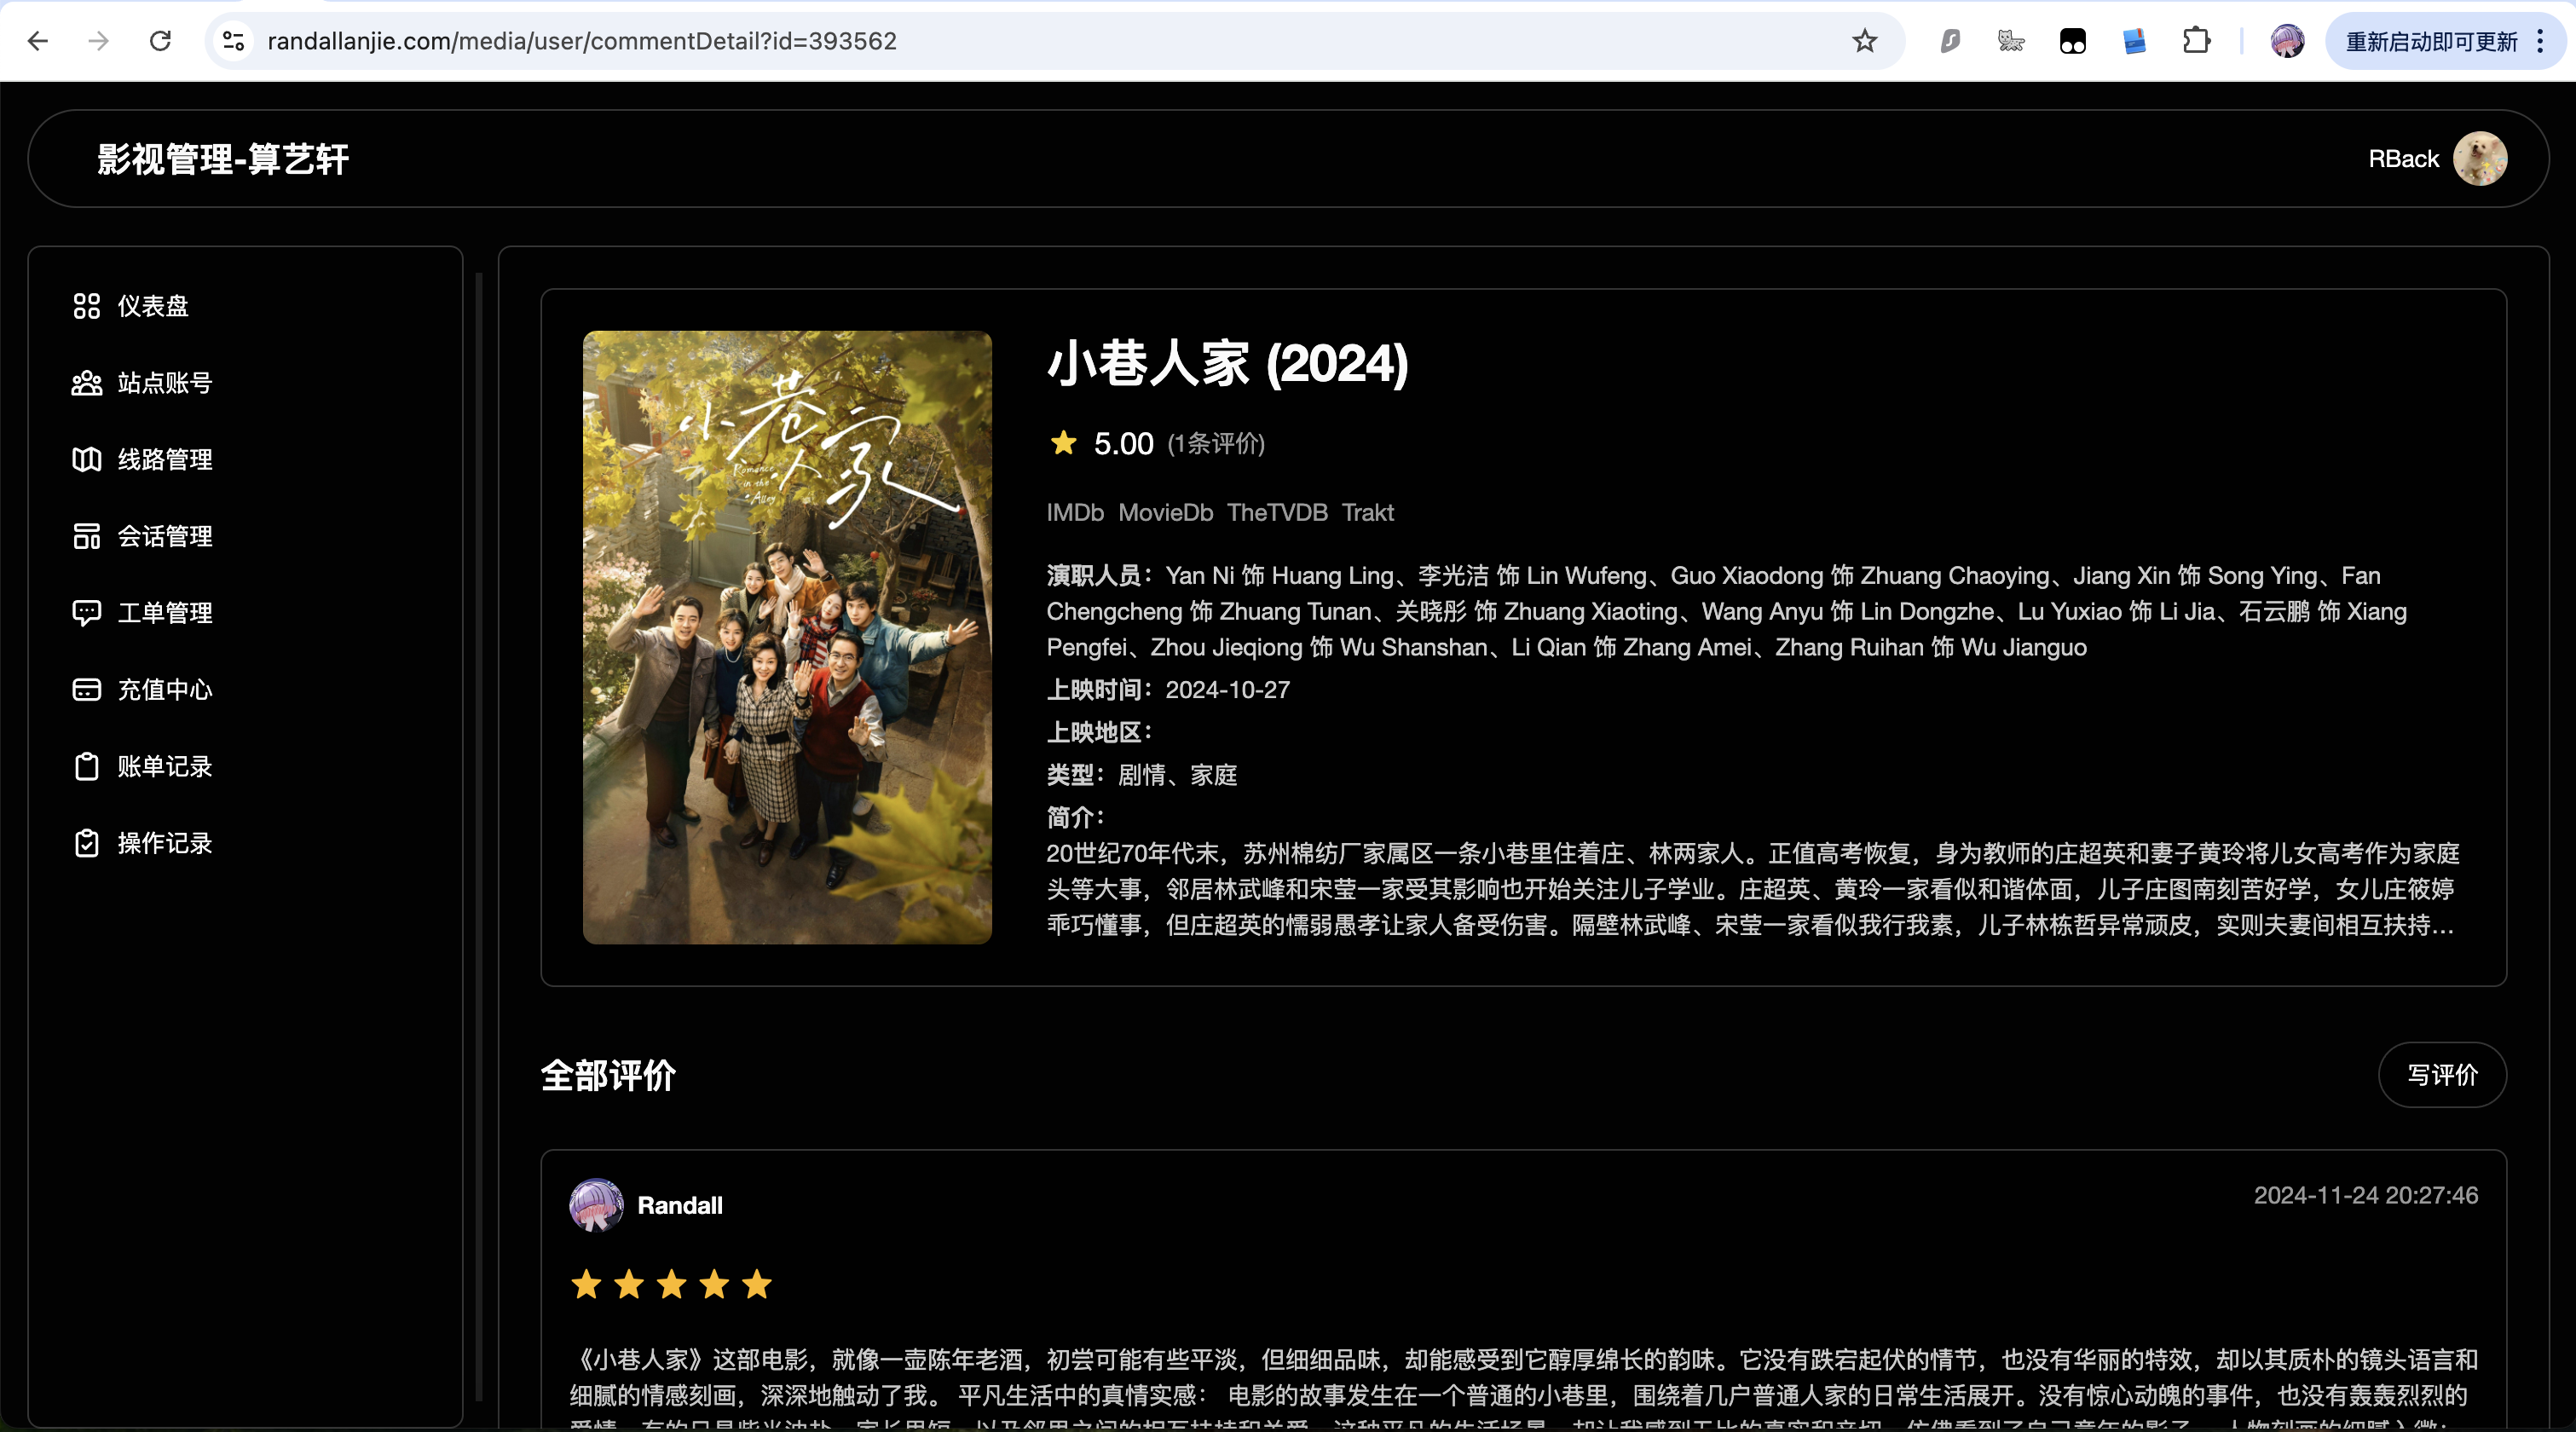 randallanjie.com/media/user/commentDetail?id=393562
重新启动即可更新
影视管理-算艺轩
RBack
仪表盘
站点账号
线路管理
会话管理
工单管理
充值中心
账单记录
操作记录
小巷人家
Romance
in the
Alley
小巷人家 (2024)
5.00 (1条评价)
IMDb MovieDb TheTVDB Trakt
演职人员：Yan Ni 饰 Huang Ling、李光洁 饰 Lin Wufeng、Guo Xiaodong 饰 Zhuang Chaoying、Jiang Xin 饰 Song Ying、Fan
Chengcheng 饰 Zhuang Tunan、关晓彤 饰 Zhuang Xiaoting、Wang Anyu 饰 Lin Dongzhe、Lu Yuxiao 饰 Li Jia、石云鹏 饰 Xiang
Pengfei、Zhou Jieqiong 饰 Wu Shanshan、Li Qian 饰 Zhang Amei、Zhang Ruihan 饰 Wu Jianguo
上映时间：2024-10-27
上映地区：
类型：剧情、家庭
简介：
20世纪70年代末，苏州棉纺厂家属区一条小巷里住着庄、林两家人。正值高考恢复，身为教师的庄超英和妻子黄玲将儿女高考作为家庭
头等大事，邻居林武峰和宋莹一家受其影响也开始关注儿子学业。庄超英、黄玲一家看似和谐体面，儿子庄图南刻苦好学，女儿庄筱婷
乖巧懂事，但庄超英的懦弱愚孝让家人备受伤害。隔壁林武峰、宋莹一家看似我行我素，儿子林栋哲异常顽皮，实则夫妻间相互扶持...
全部评价
写评价
Randall
2024-11-24 20:27:46
《小巷人家》这部电影，就像一壶陈年老酒，初尝可能有些平淡，但细细品味，却能感受到它醇厚绵长的韵味。它没有跌宕起伏的情节，也没有华丽的特效，却以其质朴的镜头语言和
细腻的情感刻画，深深地触动了我。 平凡生活中的真情实感： 电影的故事发生在一个普通的小巷里，围绕着几户普通人家的日常生活展开。没有惊心动魄的事件，也没有轰轰烈烈的